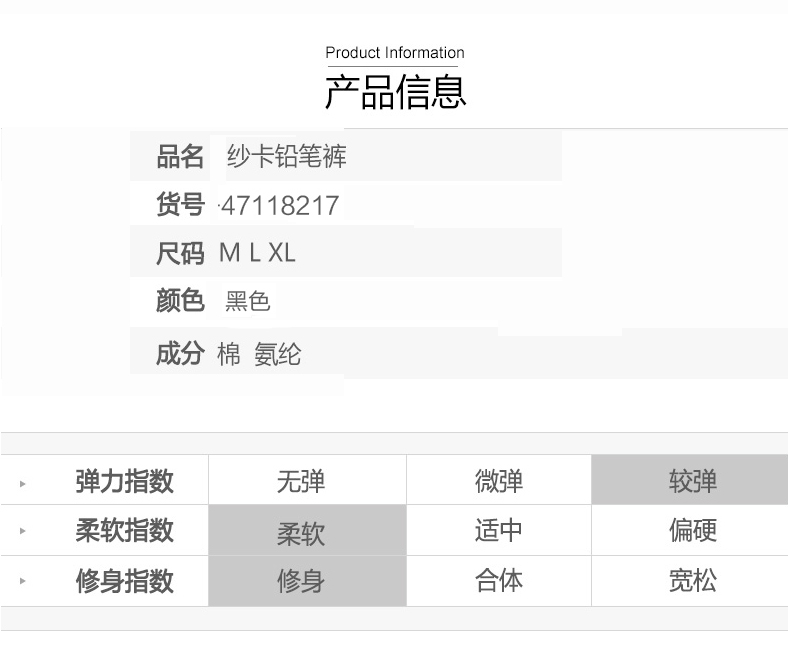 Product Information
产品信息
品名 纱卡铅笔裤
货号 ·47118217
尺码 M L XL
颜色 黑色
成分 棉 氨纶
弹力指数 无弹 微弹 较弹
柔软指数 柔软 适中 偏硬
修身指数 修身 合体 宽松